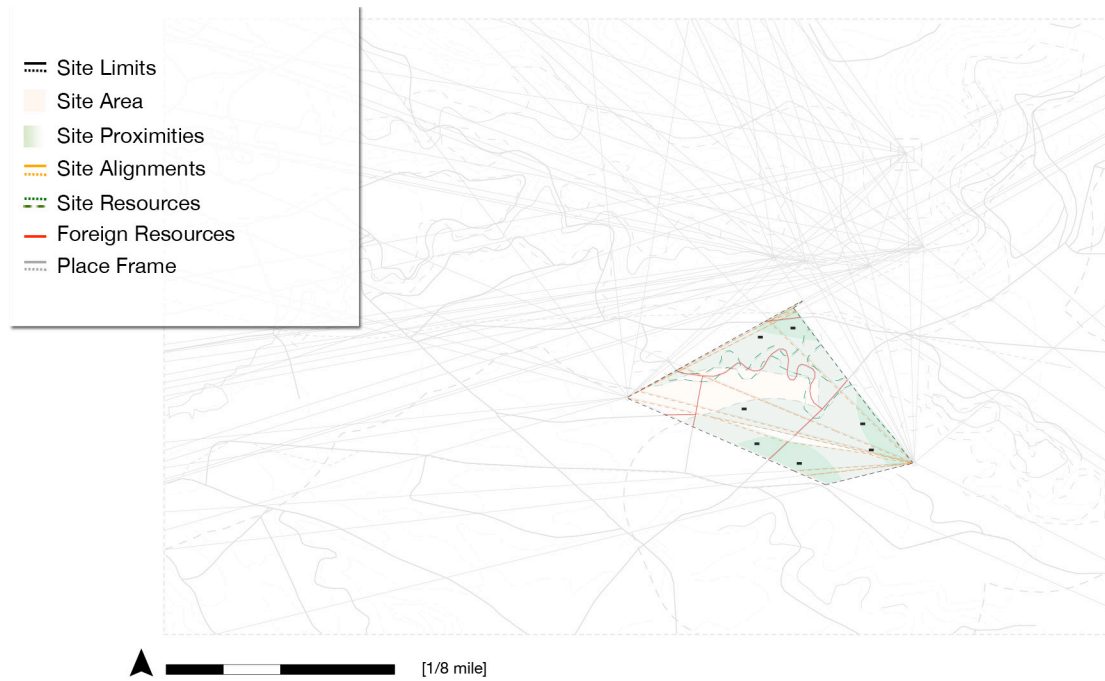 Site Limits
Site Area
Site Proximities
Site Alignments
Site Resources
Foreign Resources
Place Frame
[1/8 mile]